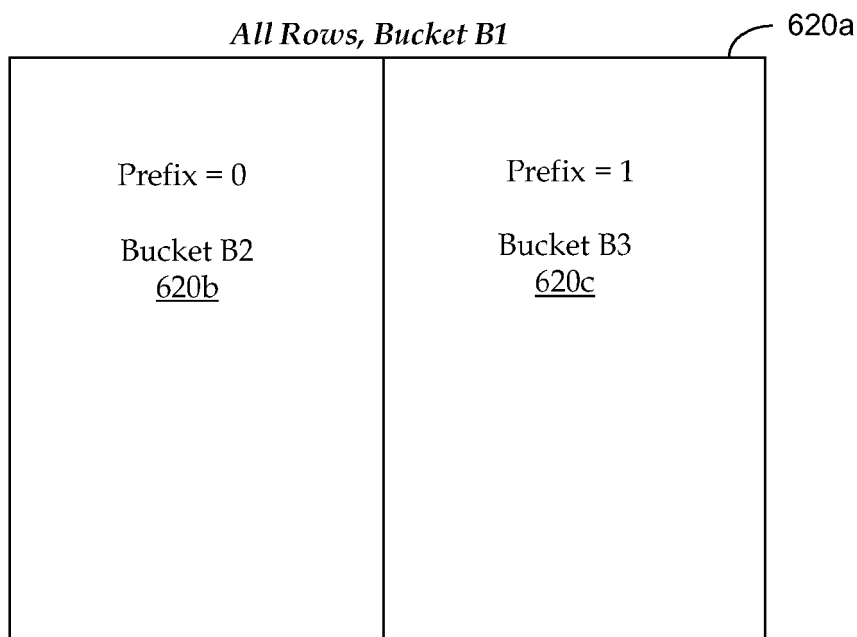 620a
All Rows, Bucket B1
Prefix = 0
Bucket B2
620b
Prefix = 1
Bucket B3
620c